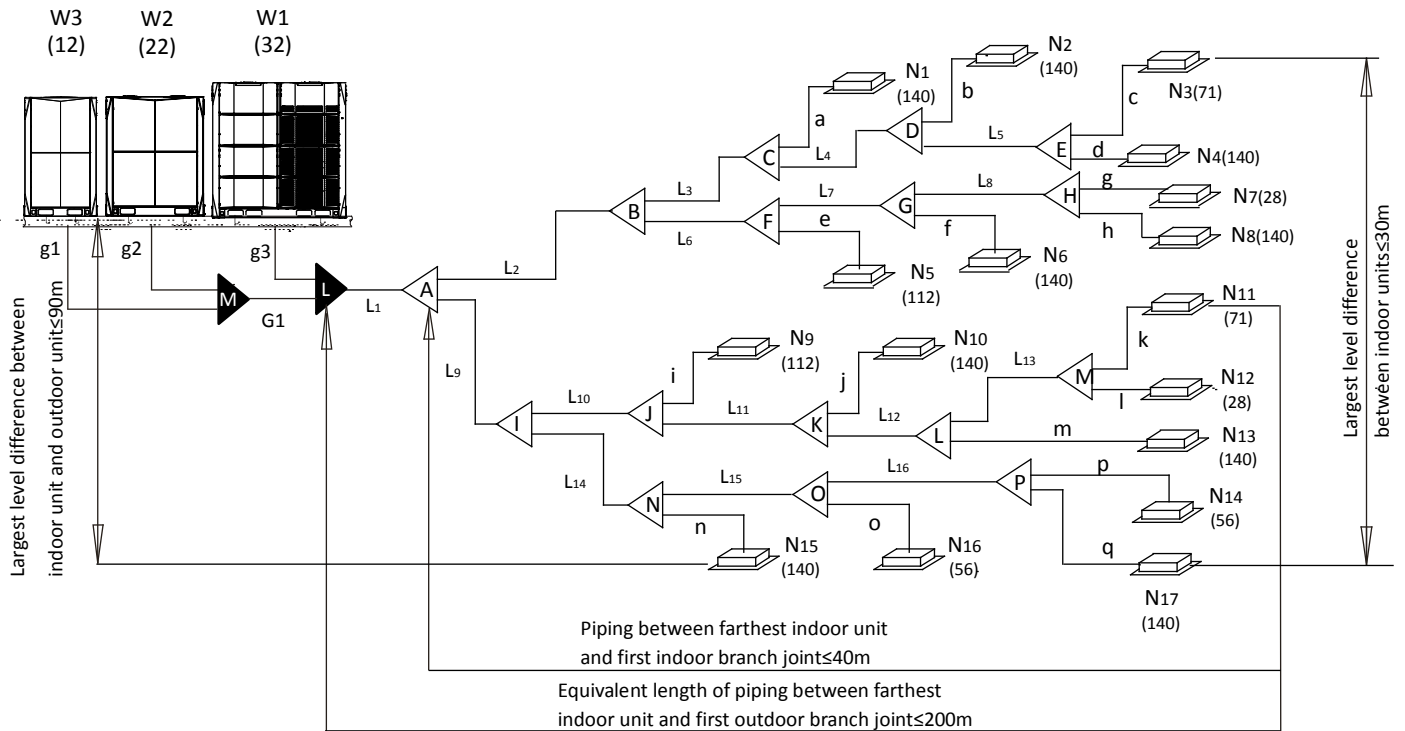 W3
(12)
W2
(22)
W1
(32)
g1
g2
g3
M
G1
L
L1
A
L2
B
L3
C
a
N1
(140)
L4
D
b
N2
(140)
L5
E
c
N3(71)
d
N4(140)
L6
F
L7
e
N5
(112)
G
f
N6
(140)
L8
H
g
N7(28)
h
N8(140)
L9
I
L10
J
i
N9
(112)
L11
K
j
N10
(140)
L12
L
L13
M
k
N11
(71)
l
N12
(28)
m
N13
(140)
L14
N
n
N15
(140)
L15
O
o
N16
(56)
L16
P
p
N14
(56)
q
N17
(140)
Largest level difference between
indoor unit and outdoor unit≤90m
Largest level difference
between indoor units≤30m
Piping between farthest indoor unit
and first indoor branch joint≤40m
Equivalent length of piping between farthest
indoor unit and first outdoor branch joint≤200m